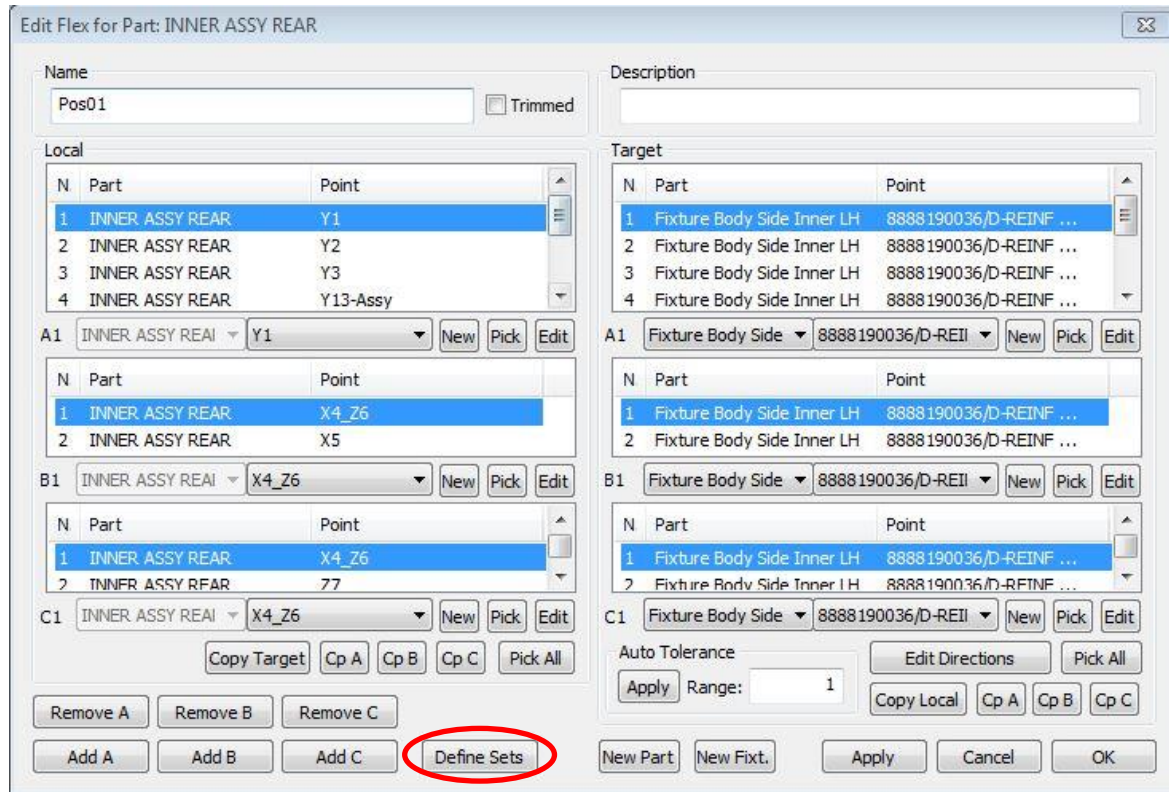 Edit Flex for Part: INNER ASSY REAR
Name
Description
Pos01
Trimmed
Local
Target
N Part Point
N Part Point
1 INNER ASSY REAR Y1
1 Fixture Body Side Inner LH 8888190036/D-REINF ...
2 INNER ASSY REAR Y2
2 Fixture Body Side Inner LH 8888190036/D-REINF ...
3 INNER ASSY REAR Y3
3 Fixture Body Side Inner LH 8888190036/D-REINF ...
4 INNER ASSY REAR Y13-Assy
4 Fixture Body Side Inner LH 8888190036/D-REINF ...
A1 INNER ASSY REAI Y1 New Pick Edit
A1 Fixture Body Side 8888190036/D-REII New Pick Edit
N Part Point
N Part Point
1 INNER ASSY REAR X4_Z6
1 Fixture Body Side Inner LH 8888190036/D-REINF ...
2 INNER ASSY REAR X5
2 Fixture Body Side Inner LH 8888190036/D-REINF ...
B1 INNER ASSY REAI X4_Z6 New Pick Edit
B1 Fixture Body Side 8888190036/D-REII New Pick Edit
N Part Point
N Part Point
1 INNER ASSY REAR X4_Z6
1 Fixture Body Side Inner LH 8888190036/D-REINF ...
2 INNER ASSY REAR Z7
2 Fixture Body Side Inner LH 8888190036/D-REINF ...
C1 INNER ASSY REAI X4_Z6 New Pick Edit
C1 Fixture Body Side 8888190036/D-REII New Pick Edit
Copy Target Cp A Cp B Cp C Pick All
Auto Tolerance
Apply Range: 1
Edit Directions Pick All
Copy Local Cp A Cp B Cp C
Remove A Remove B Remove C
Add A Add B Add C Define Sets New Part New Fixt. Apply Cancel OK